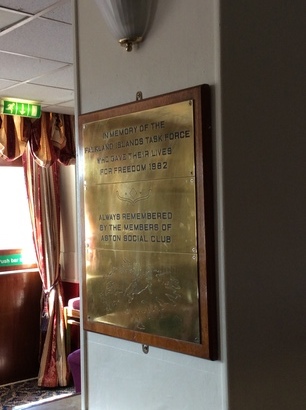 IN MEMORY OF THE
FALKLAND ISLANDS TASK FORCE
WHO GAVE THEIR LIVES
FOR FREEDOM 1982
ALWAYS REMEMBERED
BY THE MEMBERS OF
ASTON SOCIAL CLUB